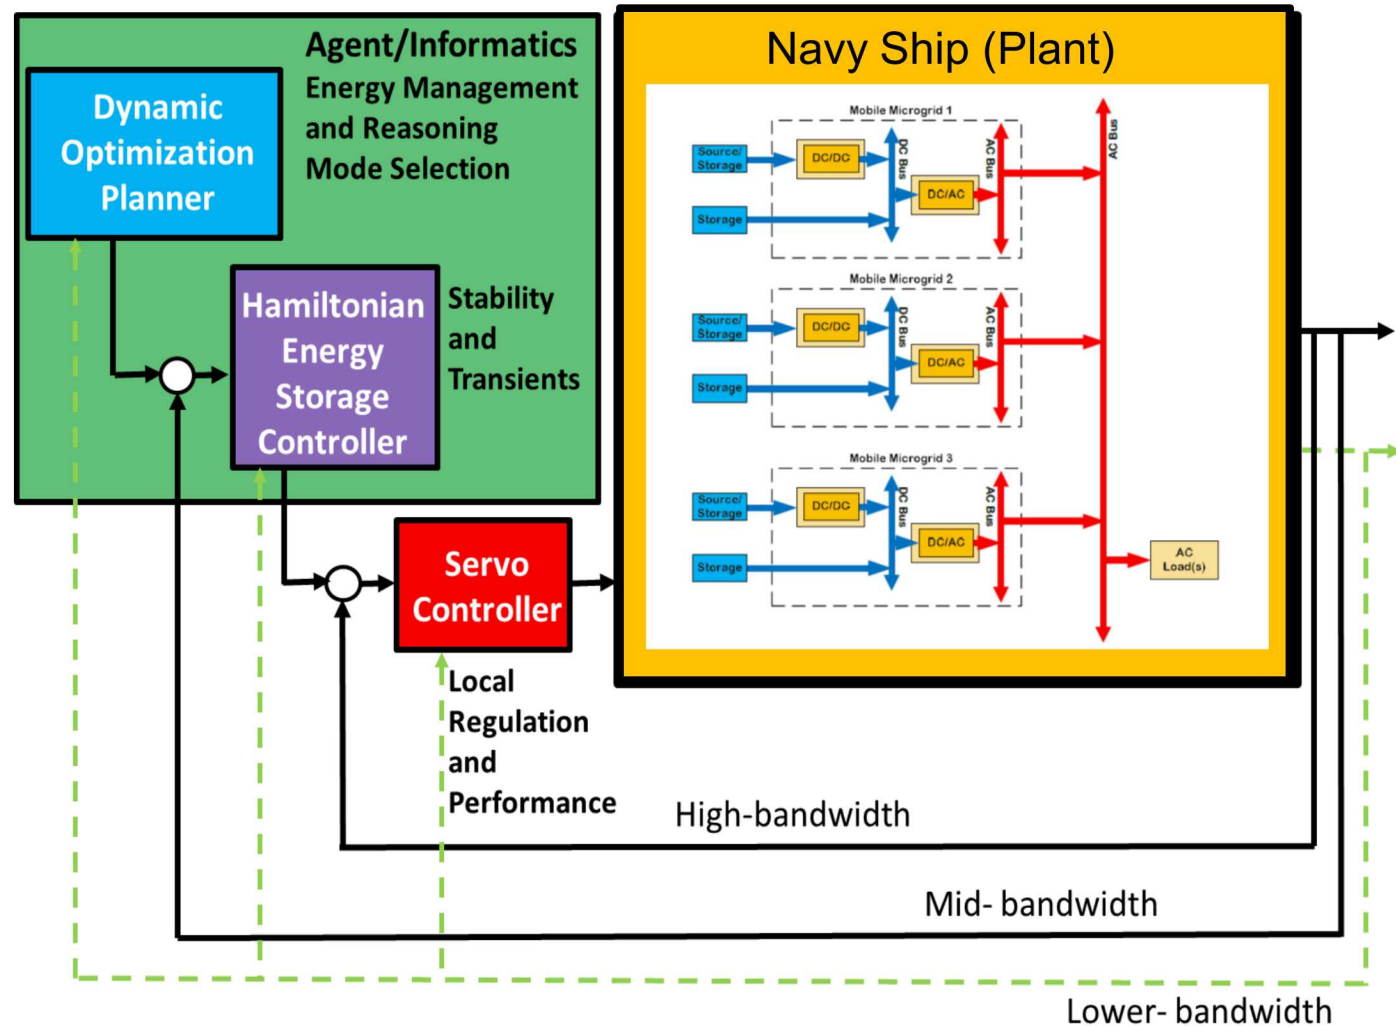 Agent/Informatics
Energy Management
and Reasoning
Mode Selection
Dynamic
Optimization
Planner
Hamiltonian
Energy
Storage
Controller
Stability
and
Transients
Servo
Controller
Local
Regulation
and
Performance
Navy Ship (Plant)
Mobile Microgrid 1
Source/
Storage
DC/DC
DC Bus
Storage
DC/AC
AC Bus
AC Bus
Mobile Microgrid 2
Source/
Storage
DC/DC
DC Bus
Storage
DC/AC
AC Bus
Mobile Microgrid 3
Source/
Storage
DC/DC
DC Bus
Storage
DC/AC
AC Bus
AC
Load(s)
High-bandwidth
Mid- bandwidth
Lower- bandwidth